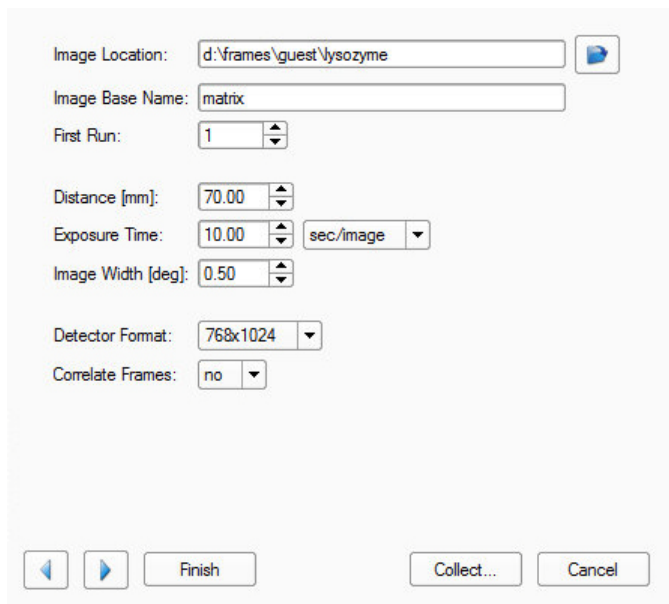 Image Location: d:\frames\guest\lysozyme
Image Base Name: matrix
First Run: 1
Distance [mm]: 70.00
Exposure Time: 10.00 sec/image
Image Width [deg]: 0.50
Detector Format: 768x1024
Correlate Frames: no
Finish Collect... Cancel